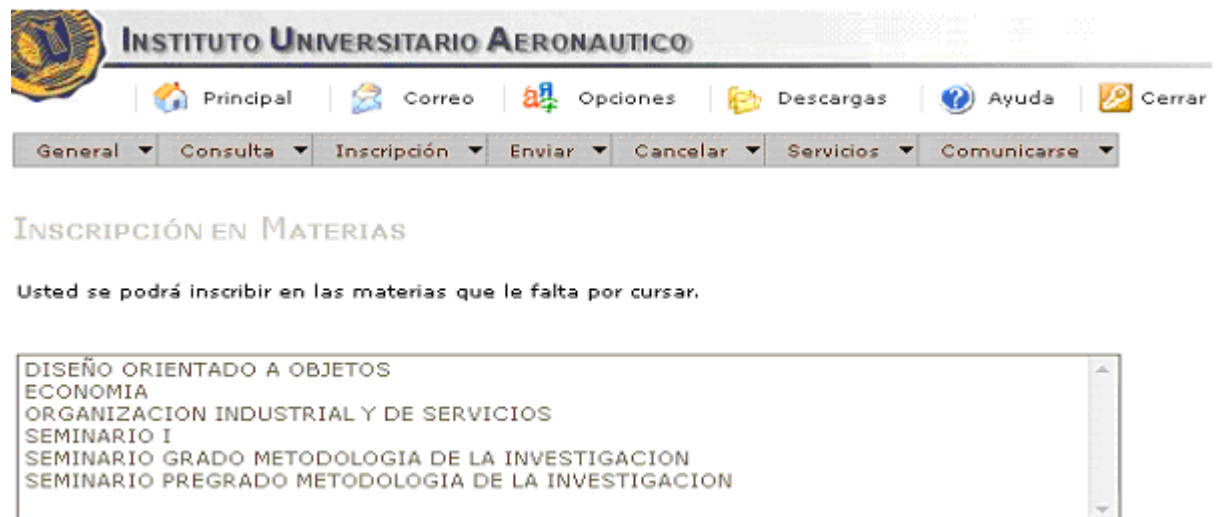 INSTITUTO UNIVERSITARIO AERONAUTICO
Principal Correo Opciones Descargas Ayuda Cerrar
General Consulta Inscripción Enviar Cancelar Servicios Comunicarse
INSCRIPCIÓN EN MATERIAS
Usted se podrá inscribir en las materias que le falta por cursar.
DISEÑO ORIENTADO A OBJETOS
ECONOMIA
ORGANIZACION INDUSTRIAL Y DE SERVICIOS
SEMINARIO I
SEMINARIO GRADO METODOLOGIA DE LA INVESTIGACION
SEMINARIO PREGRADO METODOLOGIA DE LA INVESTIGACION